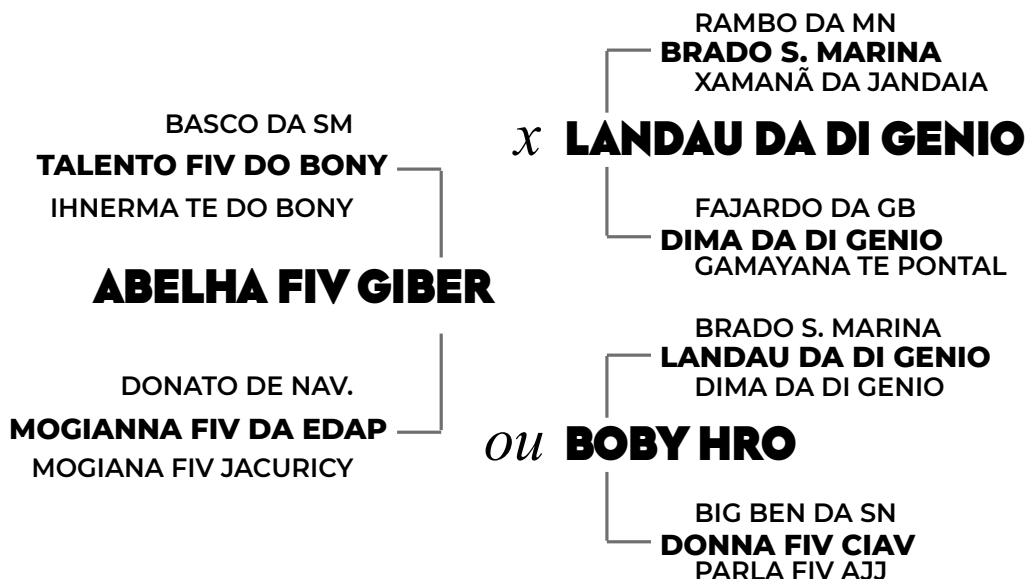 BASCO DA SM
TALENTO FIV DO BONY
IHNERMA TE DO BONY
ABELHA FIV GIBER
DONATO DE NAV.
MOGIANNA FIV DA EDAP
MOGIANA FIV JACURICY
RAMBO DA MN
BRADO S. MARINA
XAMANÃ DA JANDAIA
x LANDAU DA DI GENIO
FAJARDO DA GB
DIMA DA DI GENIO
GAMAYANA TE PONTAL
BRADO S. MARINA
LANDAU DA DI GENIO
DIMA DA DI GENIO
ou BOBY HRO
BIG BEN DA SN
DONNA FIV CIAV
PARLA FIV AJJ